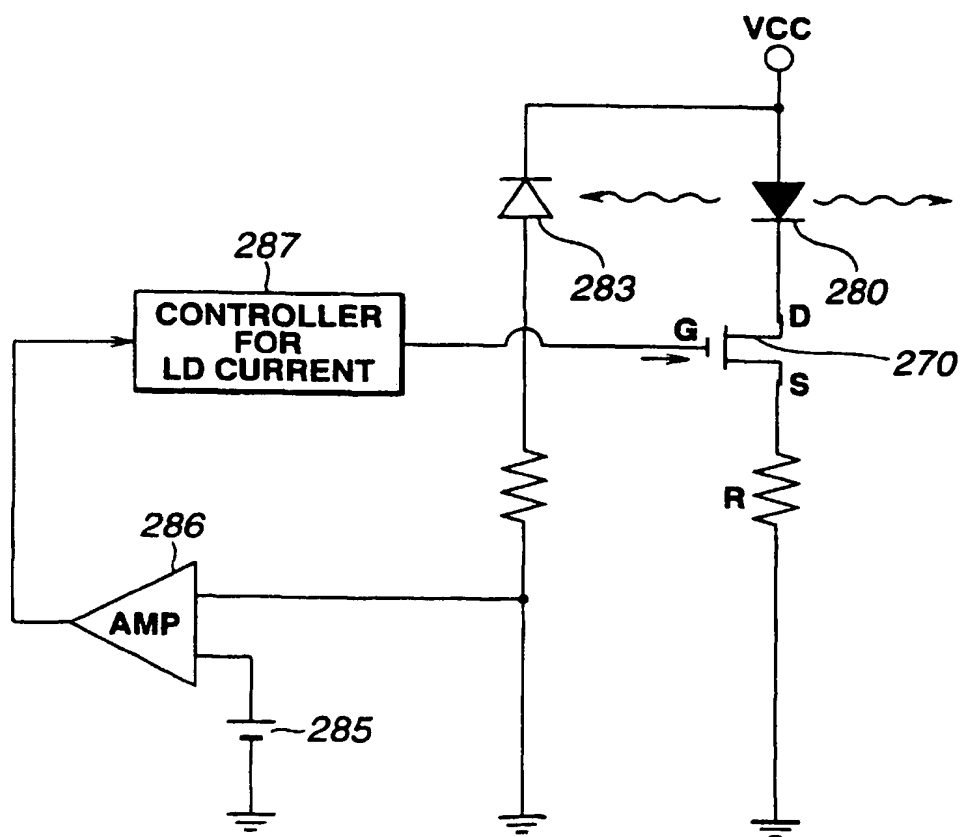 VCC
287
CONTROLLER
FOR
LD CURRENT
283
280
G
D
270
S
R
286
AMP
285